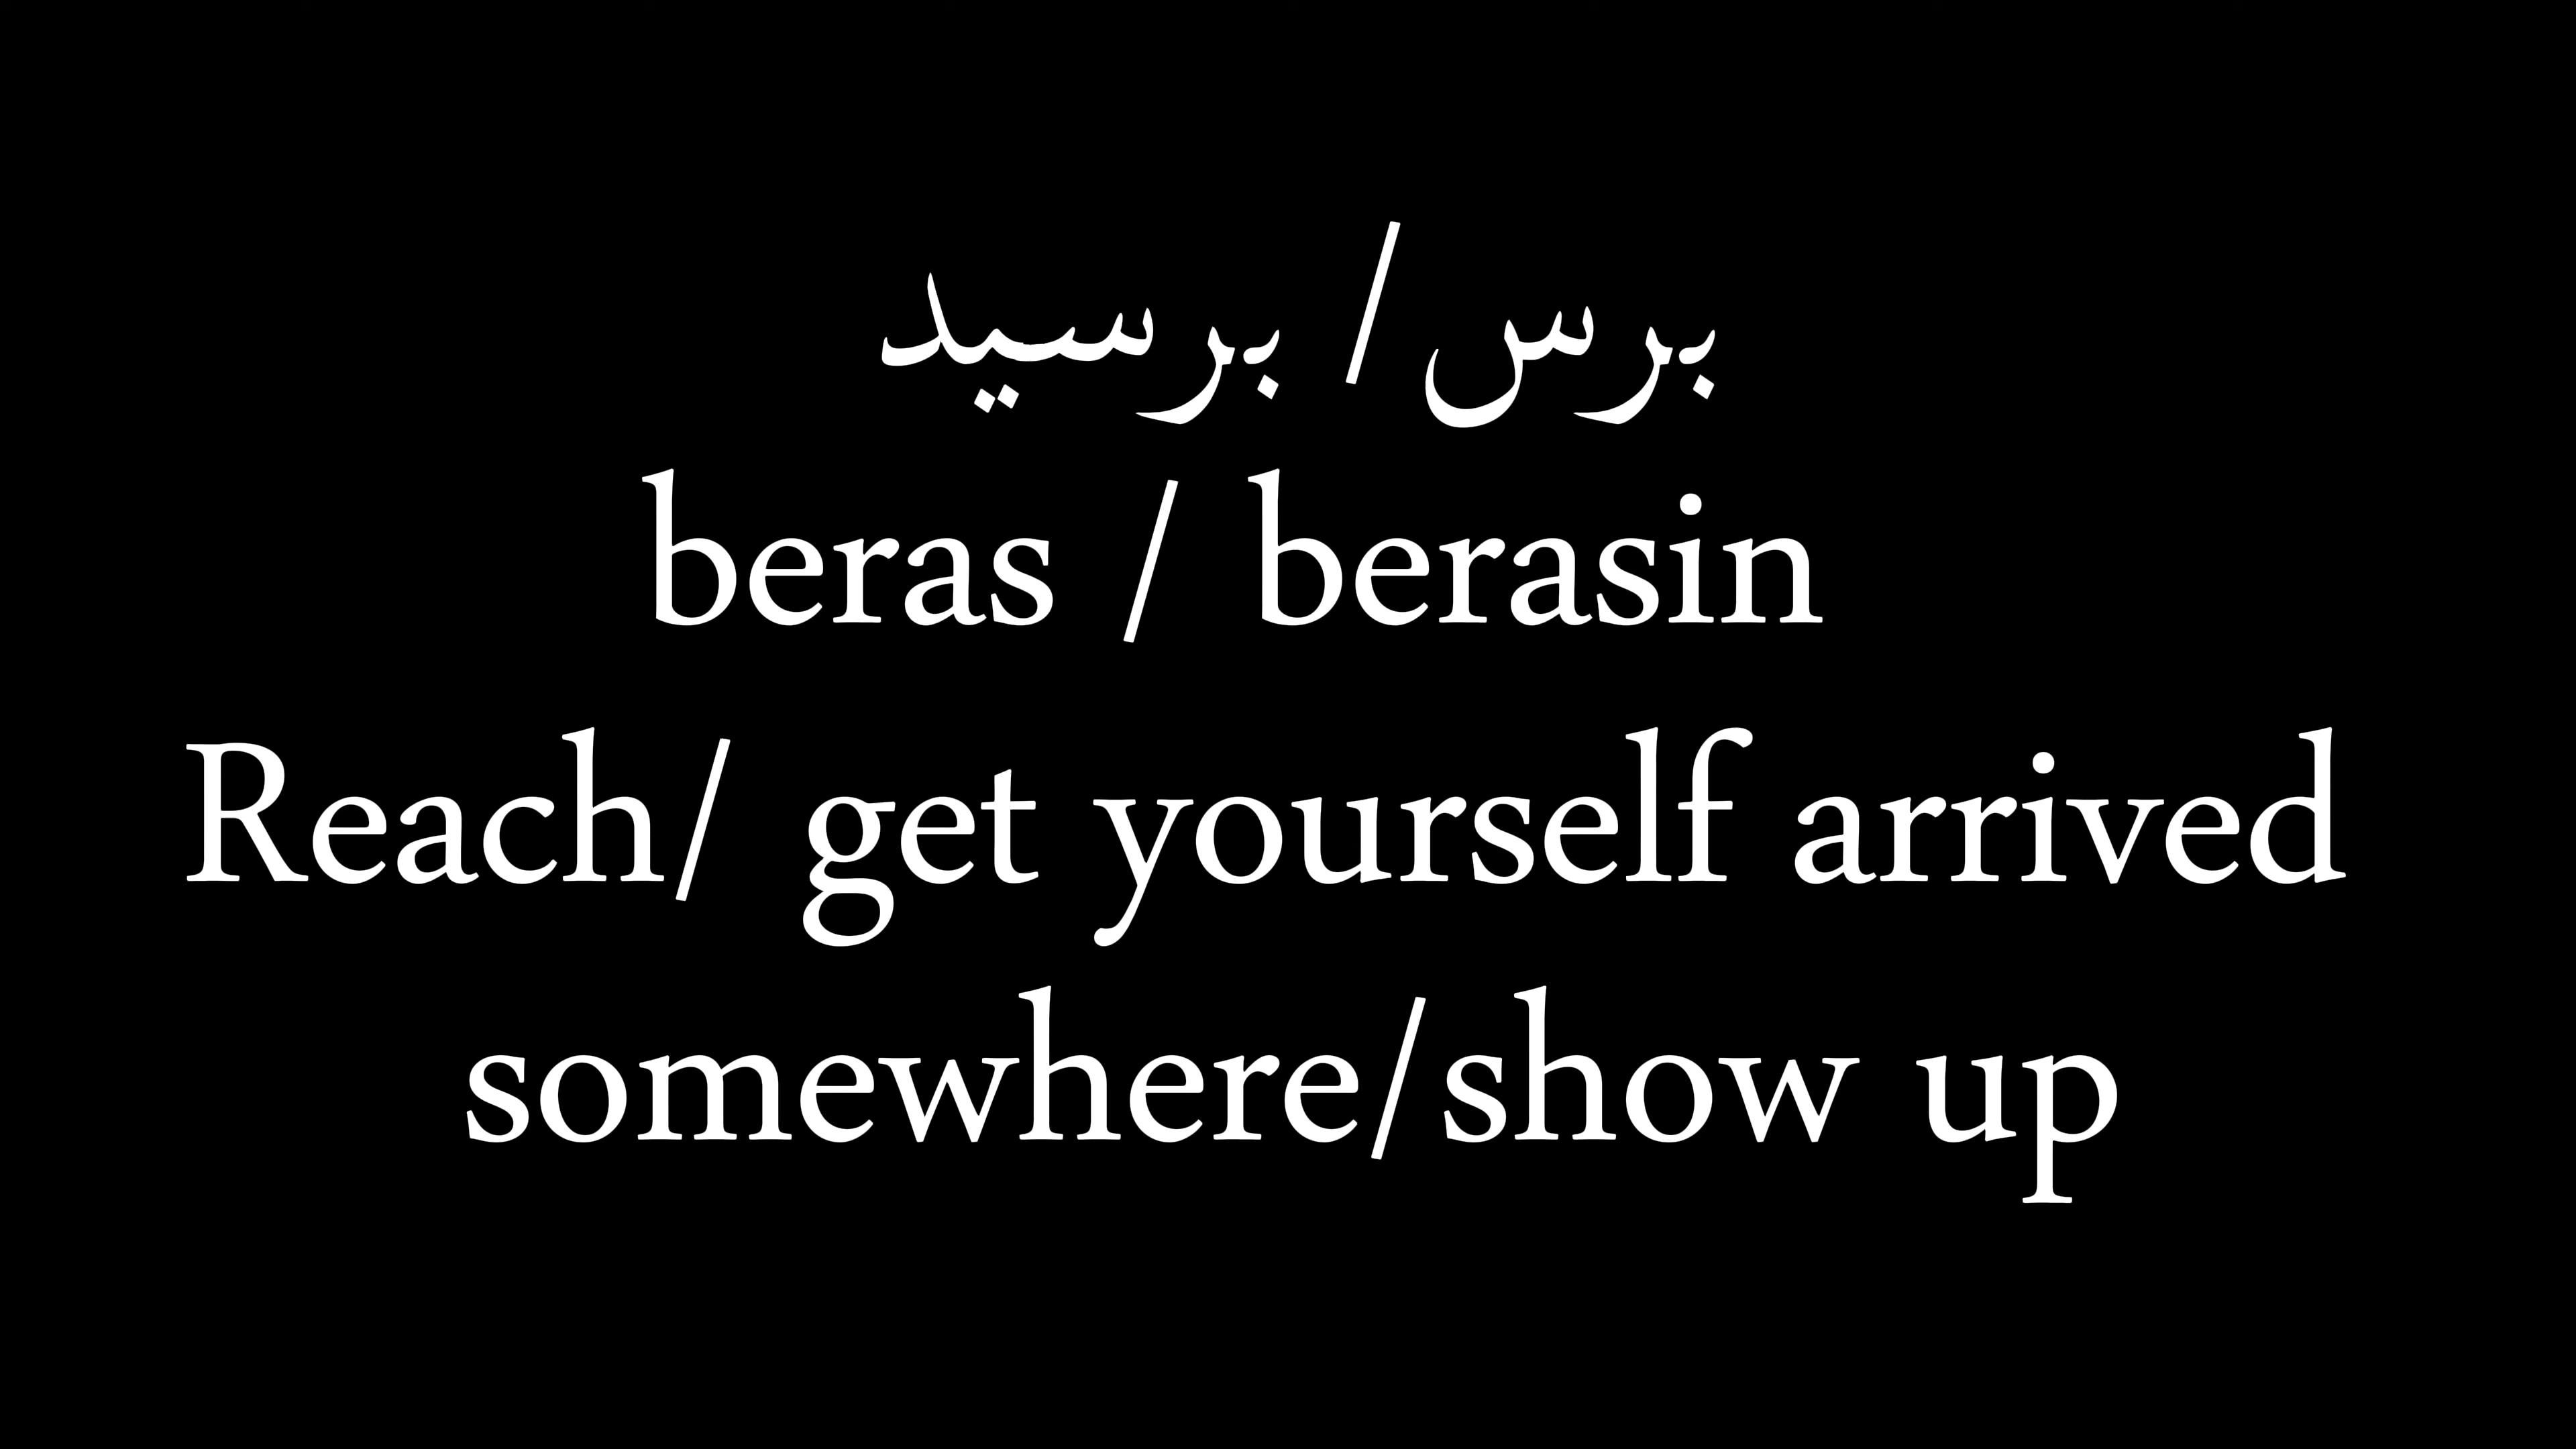 برس/ برسید
beras / berasin
Reach/ get yourself arrived
somewhere/show up